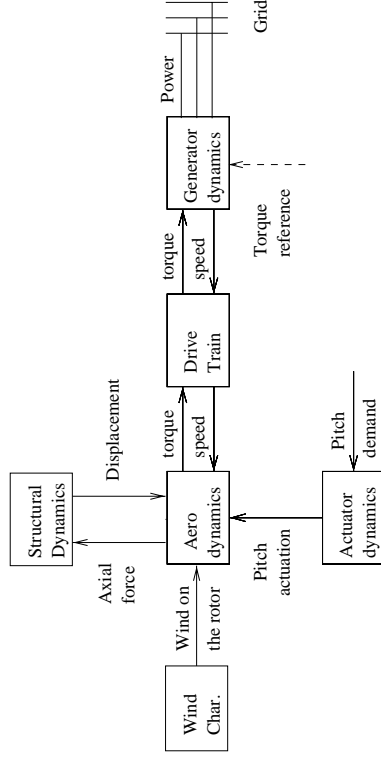 Structural
Dynamics
Axial
force
Displacement
Wind
Char.
Wind on
the rotor
Aero
dynamics
torque
speed
Drive
Train
torque
speed
Generator
dynamics
Power
Grid
Torque
reference
Pitch
actuation
Actuator
dynamics
Pitch
demand